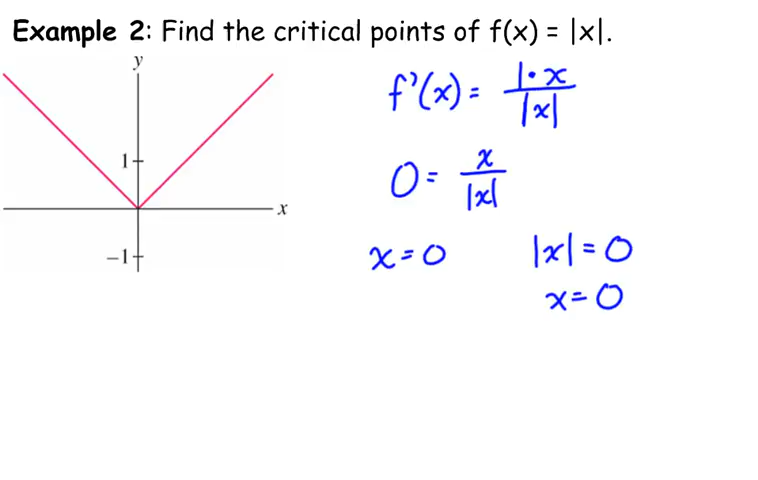 Example 2: Find the critical points of f(x) = |x|.
y
1
x
-1
f'(x) = 1·x/|x|
0 = x/|x|
x = 0
|x| = 0
x = 0